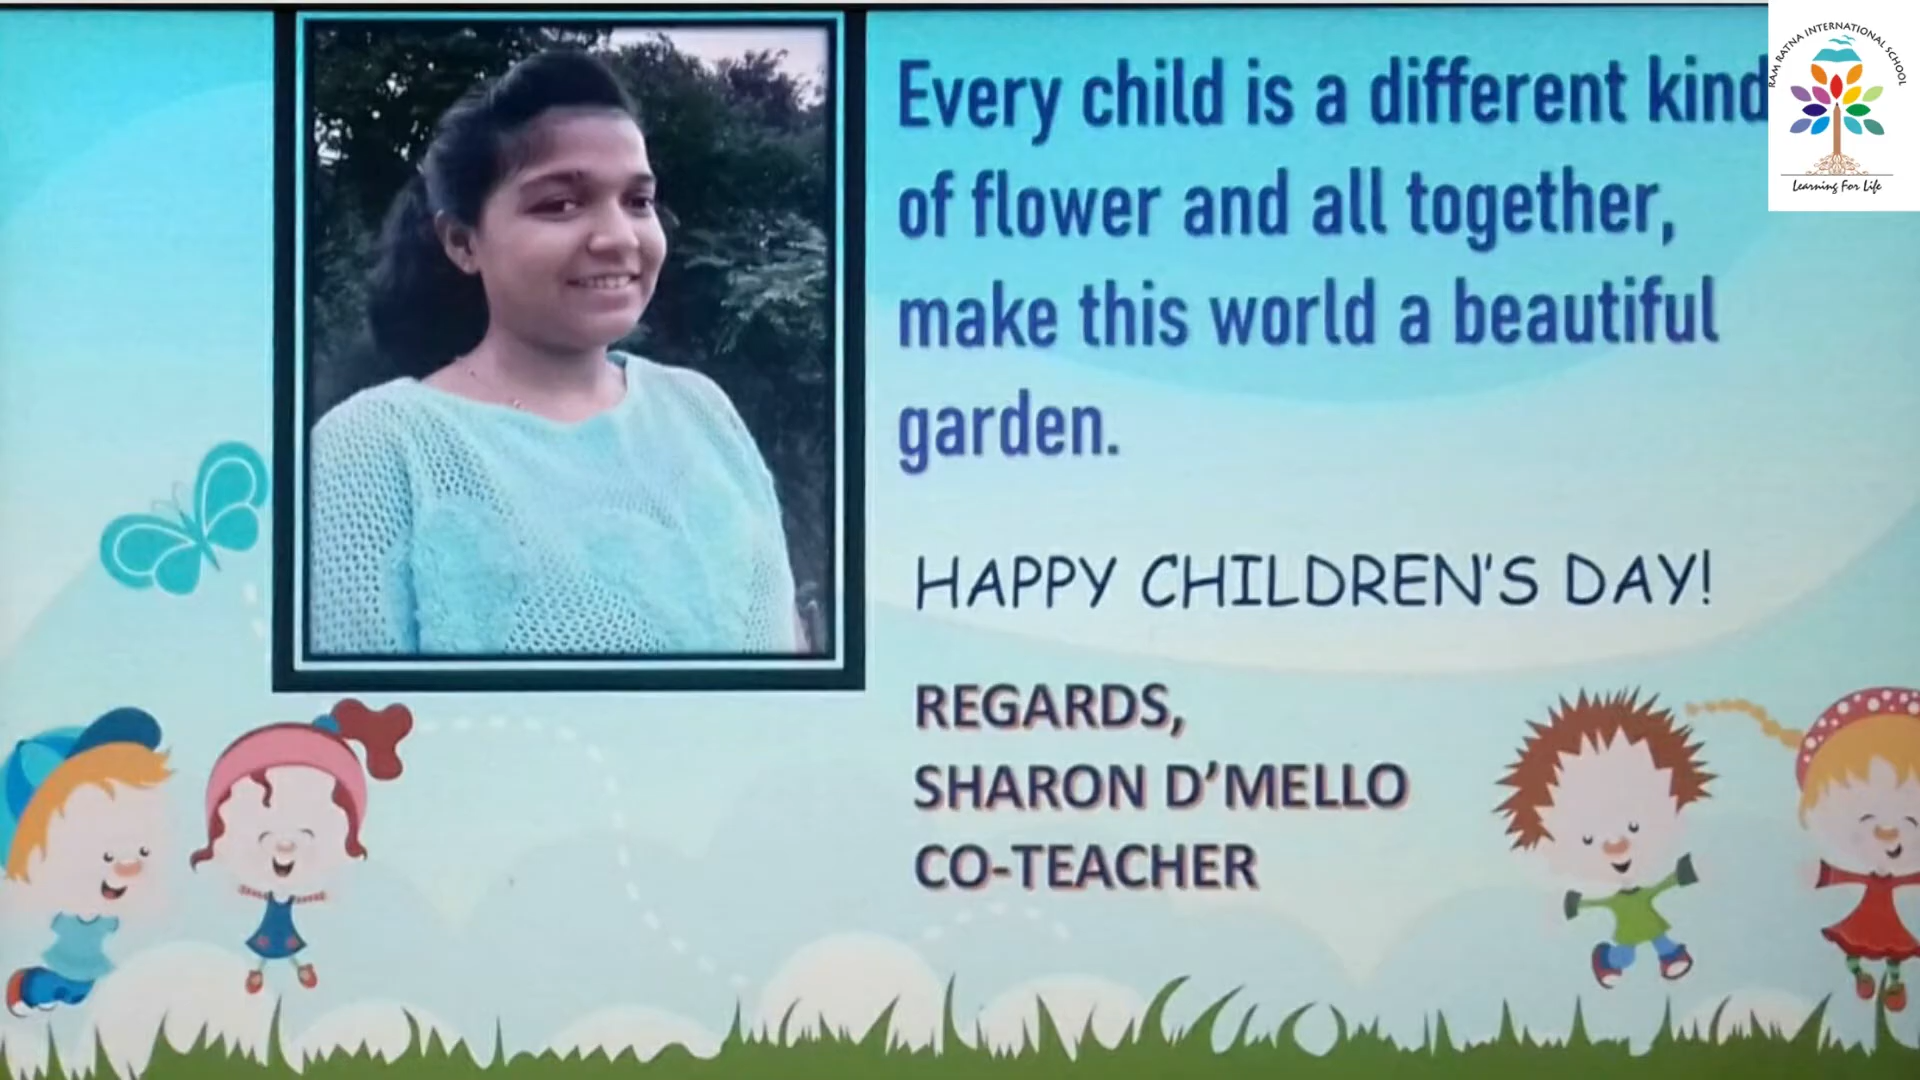 Every child is a different kind
of flower and all together,
make this world a beautiful
garden.
HAPPY CHILDREN'S DAY!
REGARDS,
SHARON D'MELLO
CO-TEACHER
RAM RATNA INTERNATIONAL SCHOOL
Learning For Life